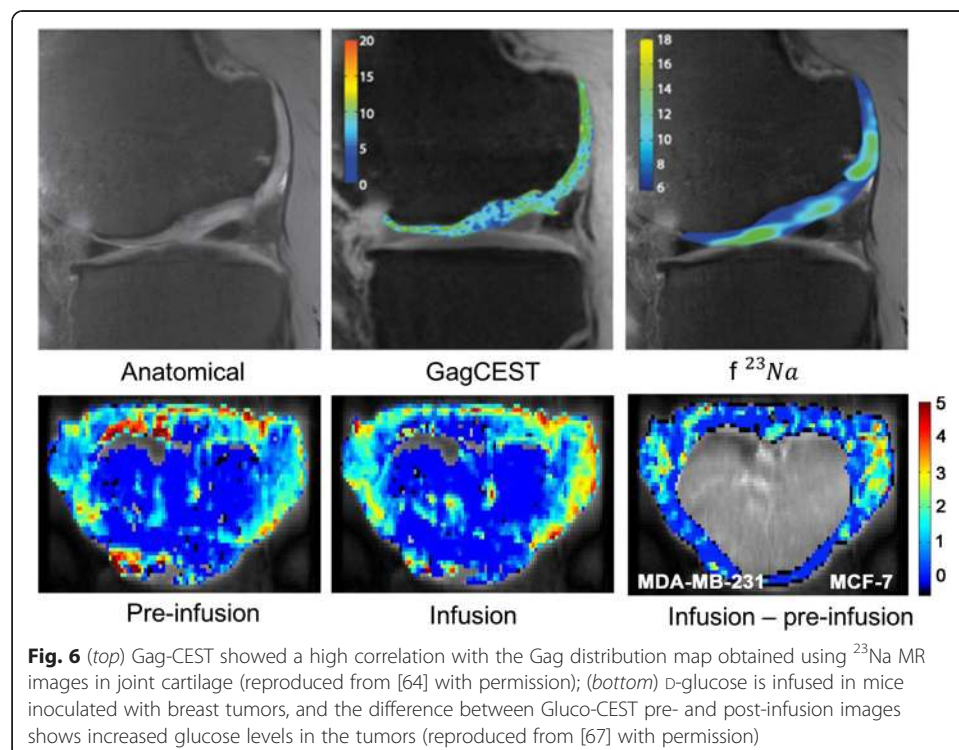 20
15
10
5
0
18
16
14
12
10
8
6
Anatomical GagCEST f ²³Na
5
4
3
2
1
0
MDA-MB-231 MCF-7
Pre-infusion Infusion Infusion – pre-infusion
Fig. 6 (top) Gag-CEST showed a high correlation with the Gag distribution map obtained using ²³Na MR
images in joint cartilage (reproduced from [64] with permission); (bottom) D-glucose is infused in mice
inoculated with breast tumors, and the difference between Gluco-CEST pre- and post-infusion images
shows increased glucose levels in the tumors (reproduced from [67] with permission)